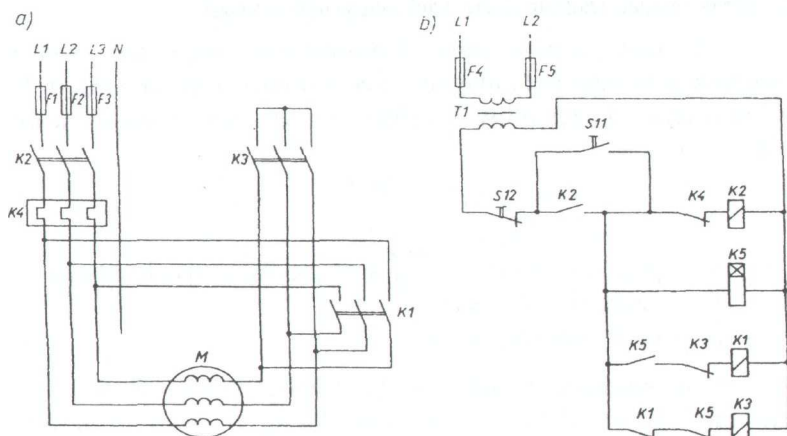 a)
L1 L2 L3 N
F1 F2 F3
K2
K3
K4
K1
M
b)
L1 L2
F4 F5
T1
S11
S12 K2 K4 K2
K5
K5 K3 K1
K1 K5 K3